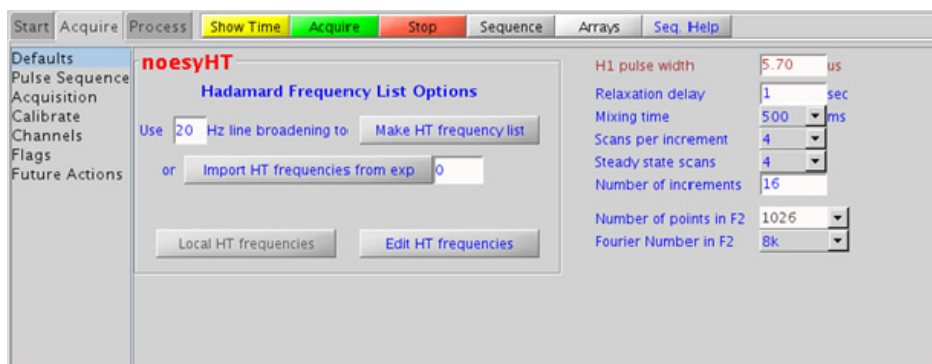 Start Acquire Process Show Time Acquire Stop Sequence Arrays Seq. Help
Defaults
Pulse Sequence
Acquisition
Calibrate
Channels
Flags
Future Actions
noesyHT
Hadamard Frequency List Options
Use 20 Hz line broadening to Make HT frequency list
or Import HT frequencies from exp 0
Local HT frequencies Edit HT frequencies
H1 pulse width 5.70 us
Relaxation delay 1 sec
Mixing time 500 ms
Scans per increment 4
Steady state scans 4
Number of increments 16
Number of points in F2 1026
Fourier Number in F2 8k